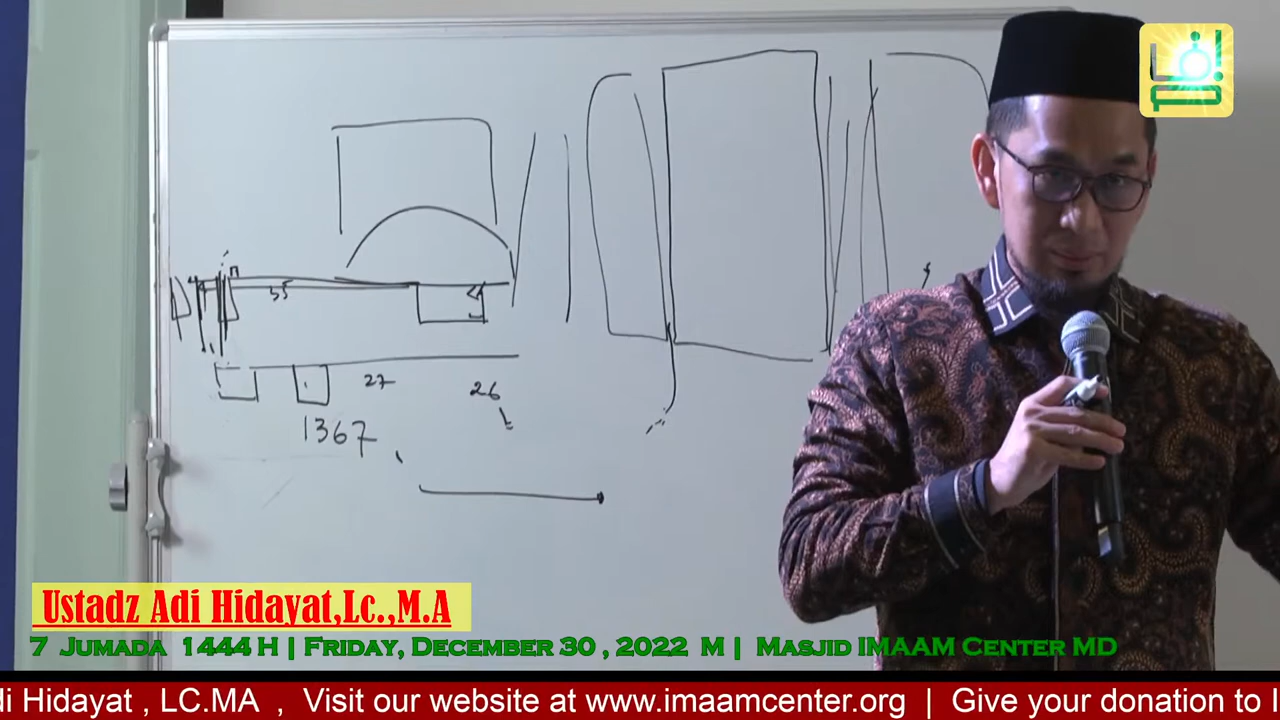 55
27
26
1367
Ustadz Adi Hidayat,Lc.,M.A
7 Jumada 1444 H | Friday, December 30 , 2022 M | Masjid IMAAM Center MD
di Hidayat , LC.MA , Visit our website at www.imaamcenter.org | Give your donation to I